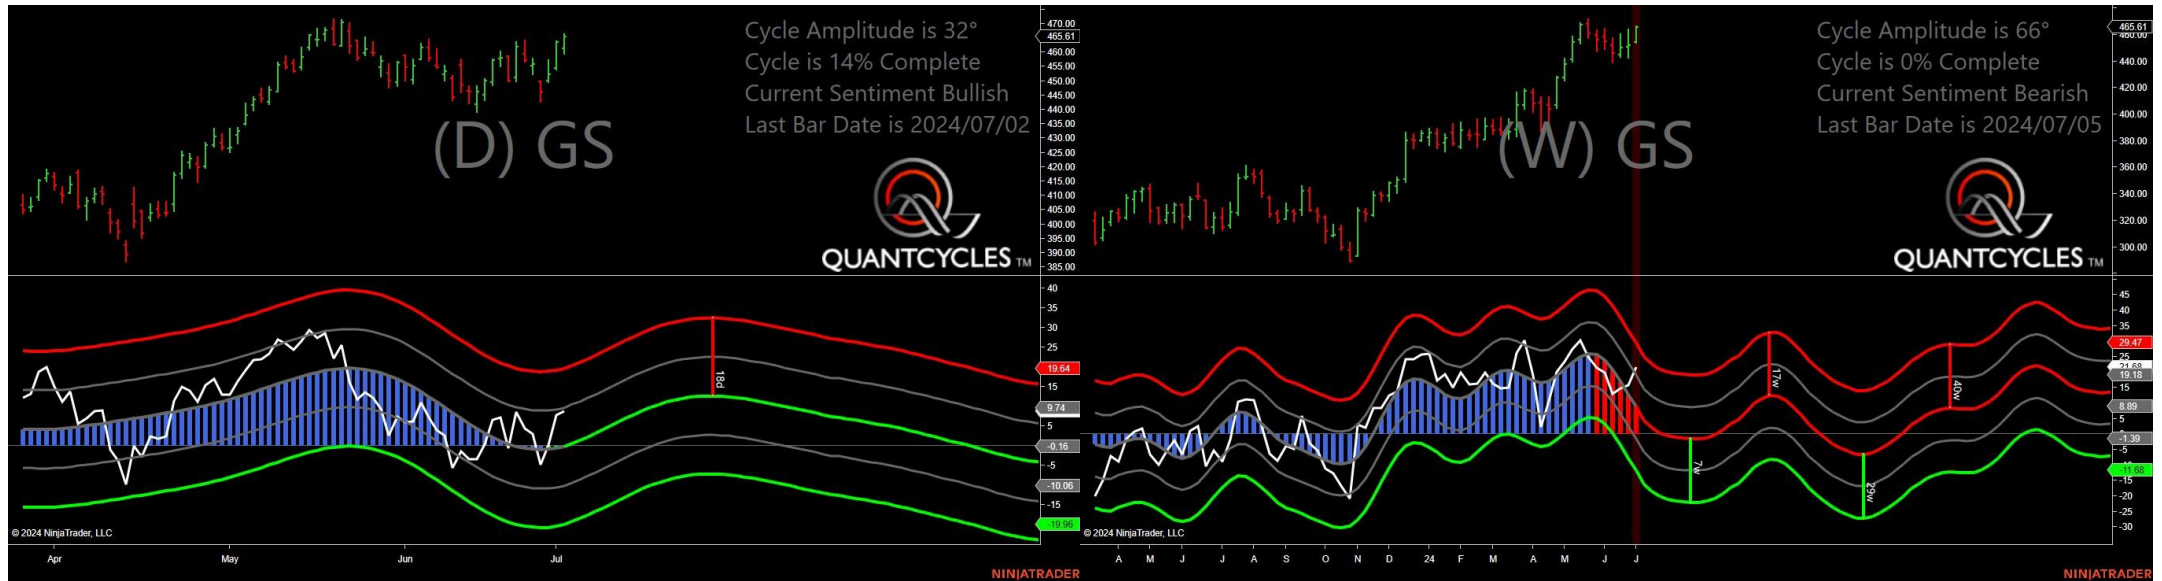 Cycle Amplitude is 32°
Cycle is 14% Complete
Current Sentiment Bullish
Last Bar Date is 2024/07/02
(D) GS
QUANTCYCLES TM
470.00
465.61
460.00
455.00
450.00
445.00
440.00
435.00
430.00
425.00
420.00
415.00
410.00
405.00
400.00
395.00
390.00
385.00
40
35
30
25
19.64
15
9.74
5
-0.16
-5
-10.06
-15
-19.96
18d
© 2024 NinjaTrader, LLC
Apr May Jun Jul
NINJATRADER
Cycle Amplitude is 66°
Cycle is 0% Complete
Current Sentiment Bearish
Last Bar Date is 2024/07/05
(W) GS
QUANTCYCLES TM
465.61
460.00
440.00
420.00
400.00
380.00
360.00
340.00
320.00
300.00
45
40
35
29.47
25
21.68
19.18
15
8.89
5
-1.39
-5
-11.68
-15
-20
-25
-30
17w
40w
7w
29w
© 2024 NinjaTrader, LLC
A M J J A S O N D 24 F M A M J J
NINJATRADER